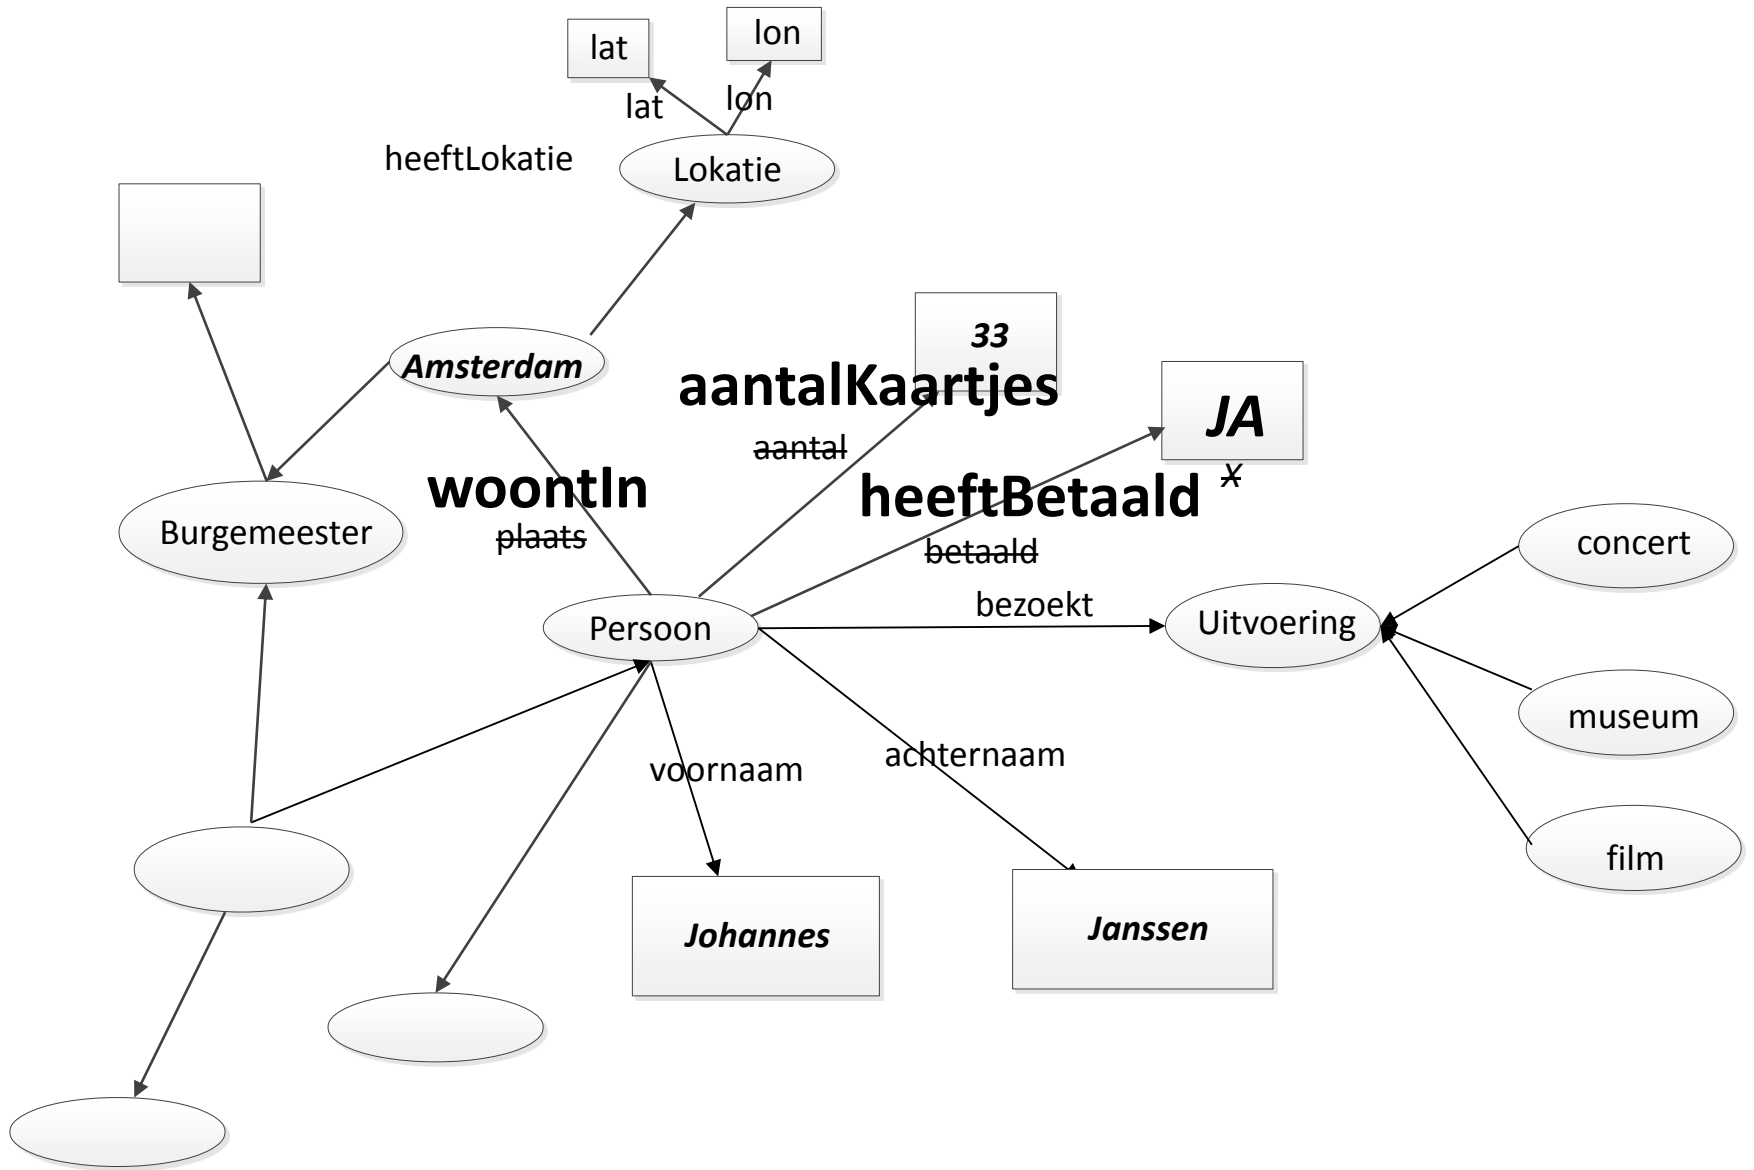 lon
lat
lon
lat
heeftLokatie
Lokatie
33
Amsterdam
aantalKaartjes
JA
aantal
X
woontIn
heeftBetaald
plaats
betaald
Burgemeester
concert
bezoekt
Persoon
Uitvoering
museum
achternaam
voornaam
film
Johannes
Janssen